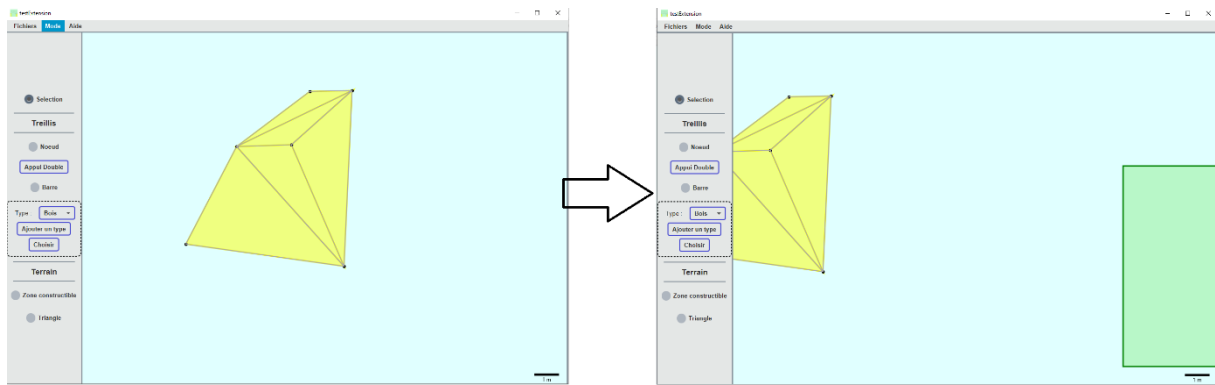 testExtension
Fichiers Mode Aide
Selection
Treillis
Noeud
Appui Double
Barre
Type : Bois
Ajouter un type
Choisir
Terrain
Zone constructible
Triangle
1 m
testExtension
Fichiers Mode Aide
Selection
Treillis
Noeud
Appui Double
Barre
Type : Bois
Ajouter un type
Choisir
Terrain
Zone constructible
Triangle
1 m